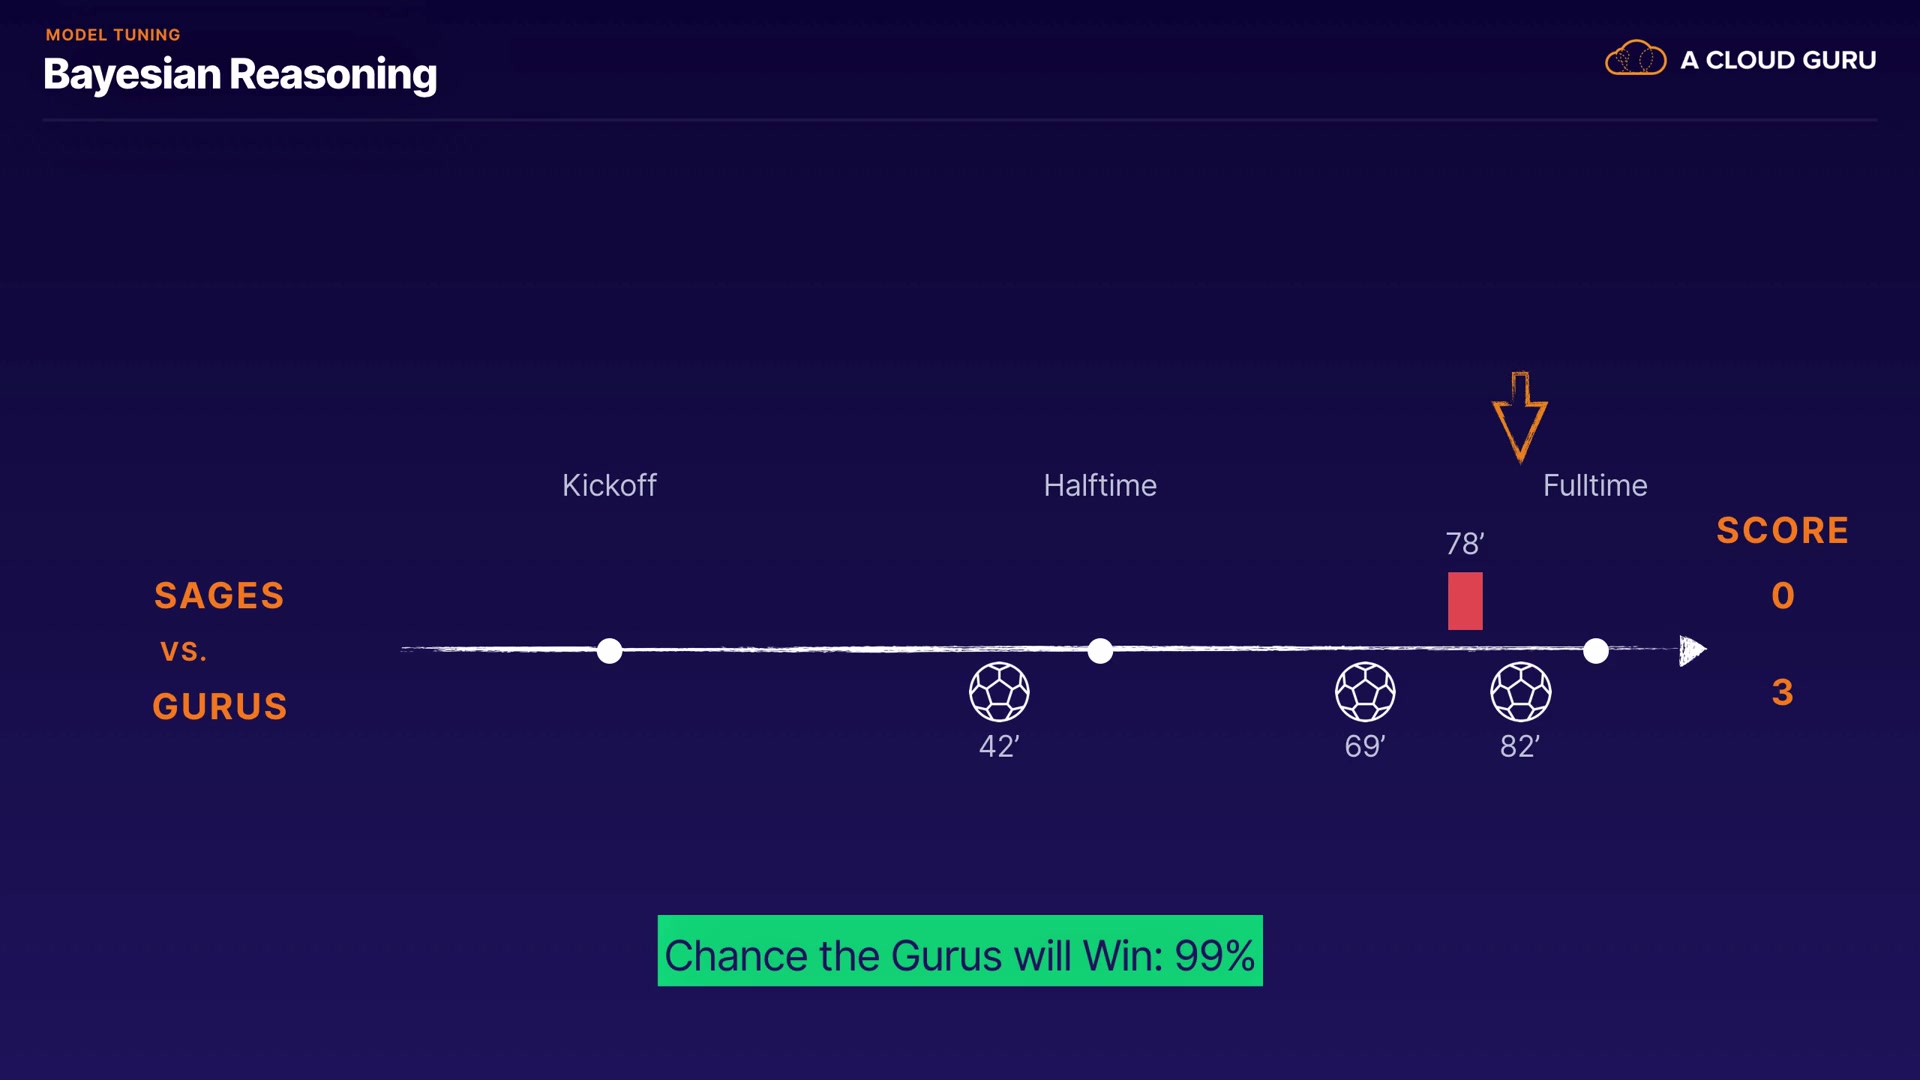 MODEL TUNING
Bayesian Reasoning
A CLOUD GURU
Kickoff
Halftime
Fulltime
78’
SCORE
SAGES
0
VS.
GURUS
3
42’
69’
82’
Chance the Gurus will Win: 99%